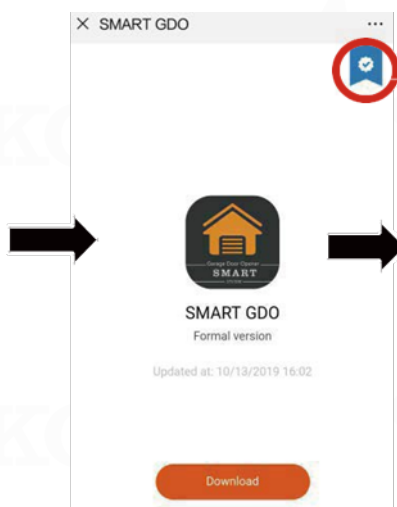 × SMART GDO ...
Garage Door Opener
SMART
SMART GDO
Formal version
Updated at: 10/13/2019 16:02
Download